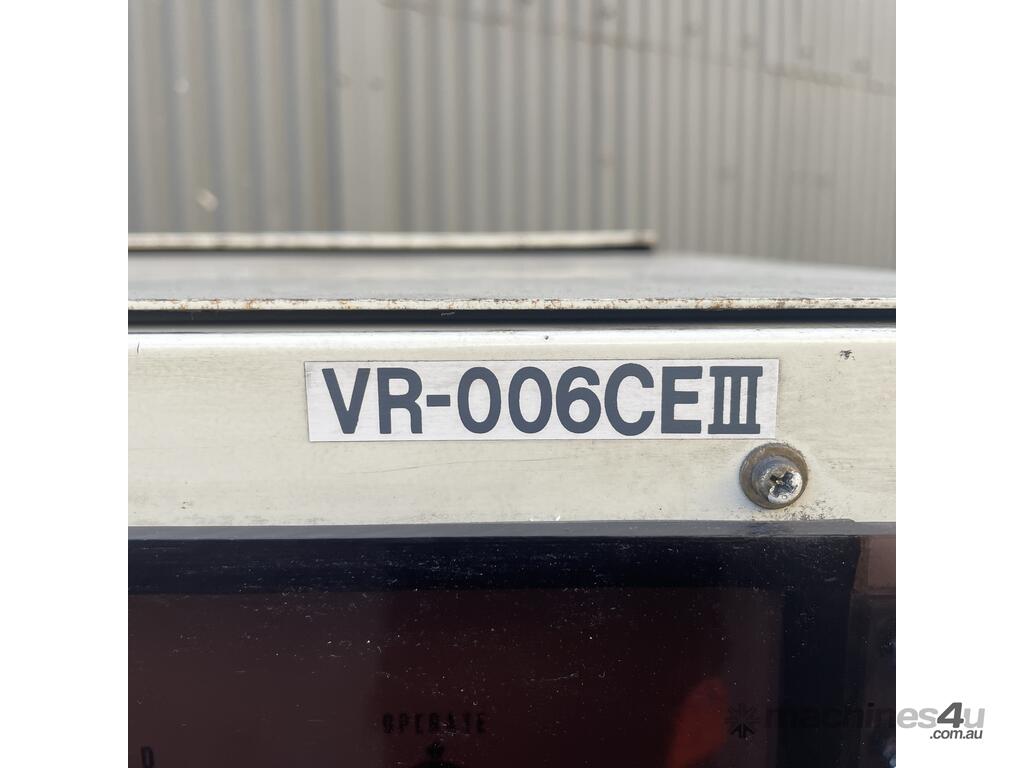 VR-006CEIII
OPERATE
D
machines4u
.com.au